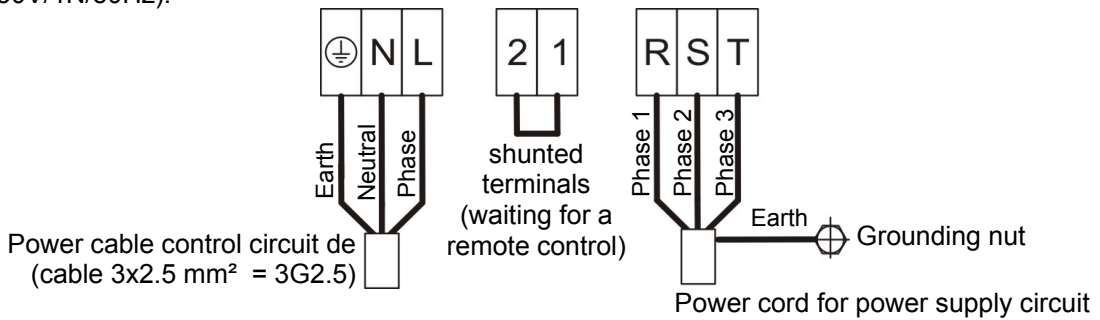 N L
2 1
R S T
Earth
Neutral
Phase
shunted
terminals
(waiting for a
remote control)
Phase 1
Phase 2
Phase 3
Earth
Grounding nut
Power cable control circuit de
(cable 3x2.5 mm² = 3G2.5)
Power cord for power supply circuit